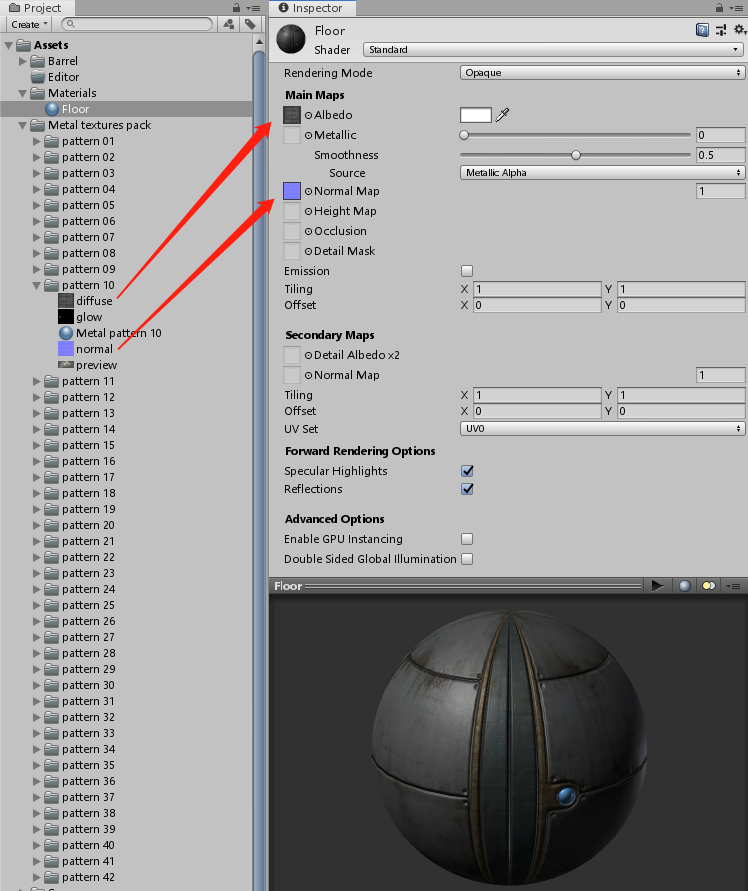 Project
Create
Assets
Barrel
Editor
Materials
Floor
Metal textures pack
pattern 01
pattern 02
pattern 03
pattern 04
pattern 05
pattern 06
pattern 07
pattern 08
pattern 09
pattern 10
diffuse
glow
Metal pattern 10
normal
preview
pattern 11
pattern 12
pattern 13
pattern 14
pattern 15
pattern 16
pattern 17
pattern 18
pattern 19
pattern 20
pattern 21
pattern 22
pattern 23
pattern 24
pattern 25
pattern 26
pattern 27
pattern 28
pattern 29
pattern 30
pattern 31
pattern 32
pattern 33
pattern 34
pattern 35
pattern 36
pattern 37
pattern 38
pattern 39
pattern 40
pattern 41
pattern 42
Inspector
Floor
Shader Standard
Rendering Mode Opaque
Main Maps
Albedo
Metallic 0
Smoothness 0.5
Source Metallic Alpha
Normal Map 1
Height Map
Occlusion
Detail Mask
Emission
Tiling X 1 Y 1
Offset X 0 Y 0
Secondary Maps
Detail Albedo x2
Normal Map 1
Tiling X 1 Y 1
Offset X 0 Y 0
UV Set UV0
Forward Rendering Options
Specular Highlights
Reflections
Advanced Options
Enable GPU Instancing
Double Sided Global Illumination
Floor